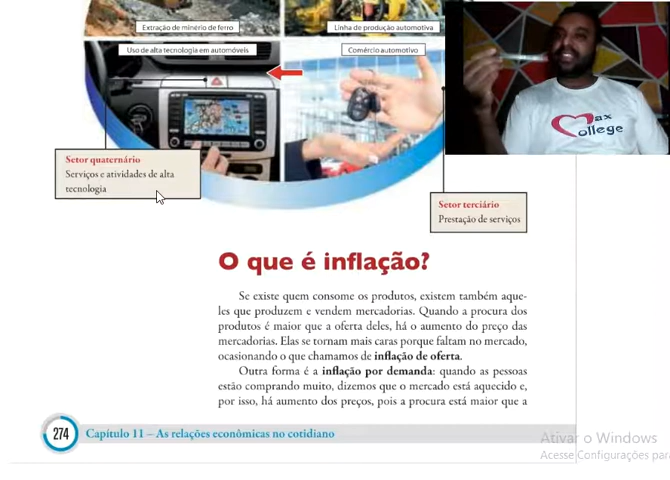 Extração de minério de ferro
Linha de produção automotiva
Uso de alta tecnologia em automóveis
Comércio automotivo
ax
ollege
Setor quaternário
Serviços e atividades de alta
tecnologia
Setor terciário
Prestação de serviços
O que é inflação?
Se existe quem consome os produtos, existem também aque-
les que produzem e vendem mercadorias. Quando a procura dos
produtos é maior que a oferta deles, há o aumento do preço das
mercadorias. Elas se tornam mais caras porque faltam no mercado,
ocasionando o que chamamos de inflação de oferta.
Outra forma é a inflação por demanda: quando as pessoas
estão comprando muito, dizemos que o mercado está aquecido e,
por isso, há aumento dos preços, pois a procura está maior que a
274
Capítulo 11 – As relações econômicas no cotidiano
Ativar o Windows
Acesse Configurações par